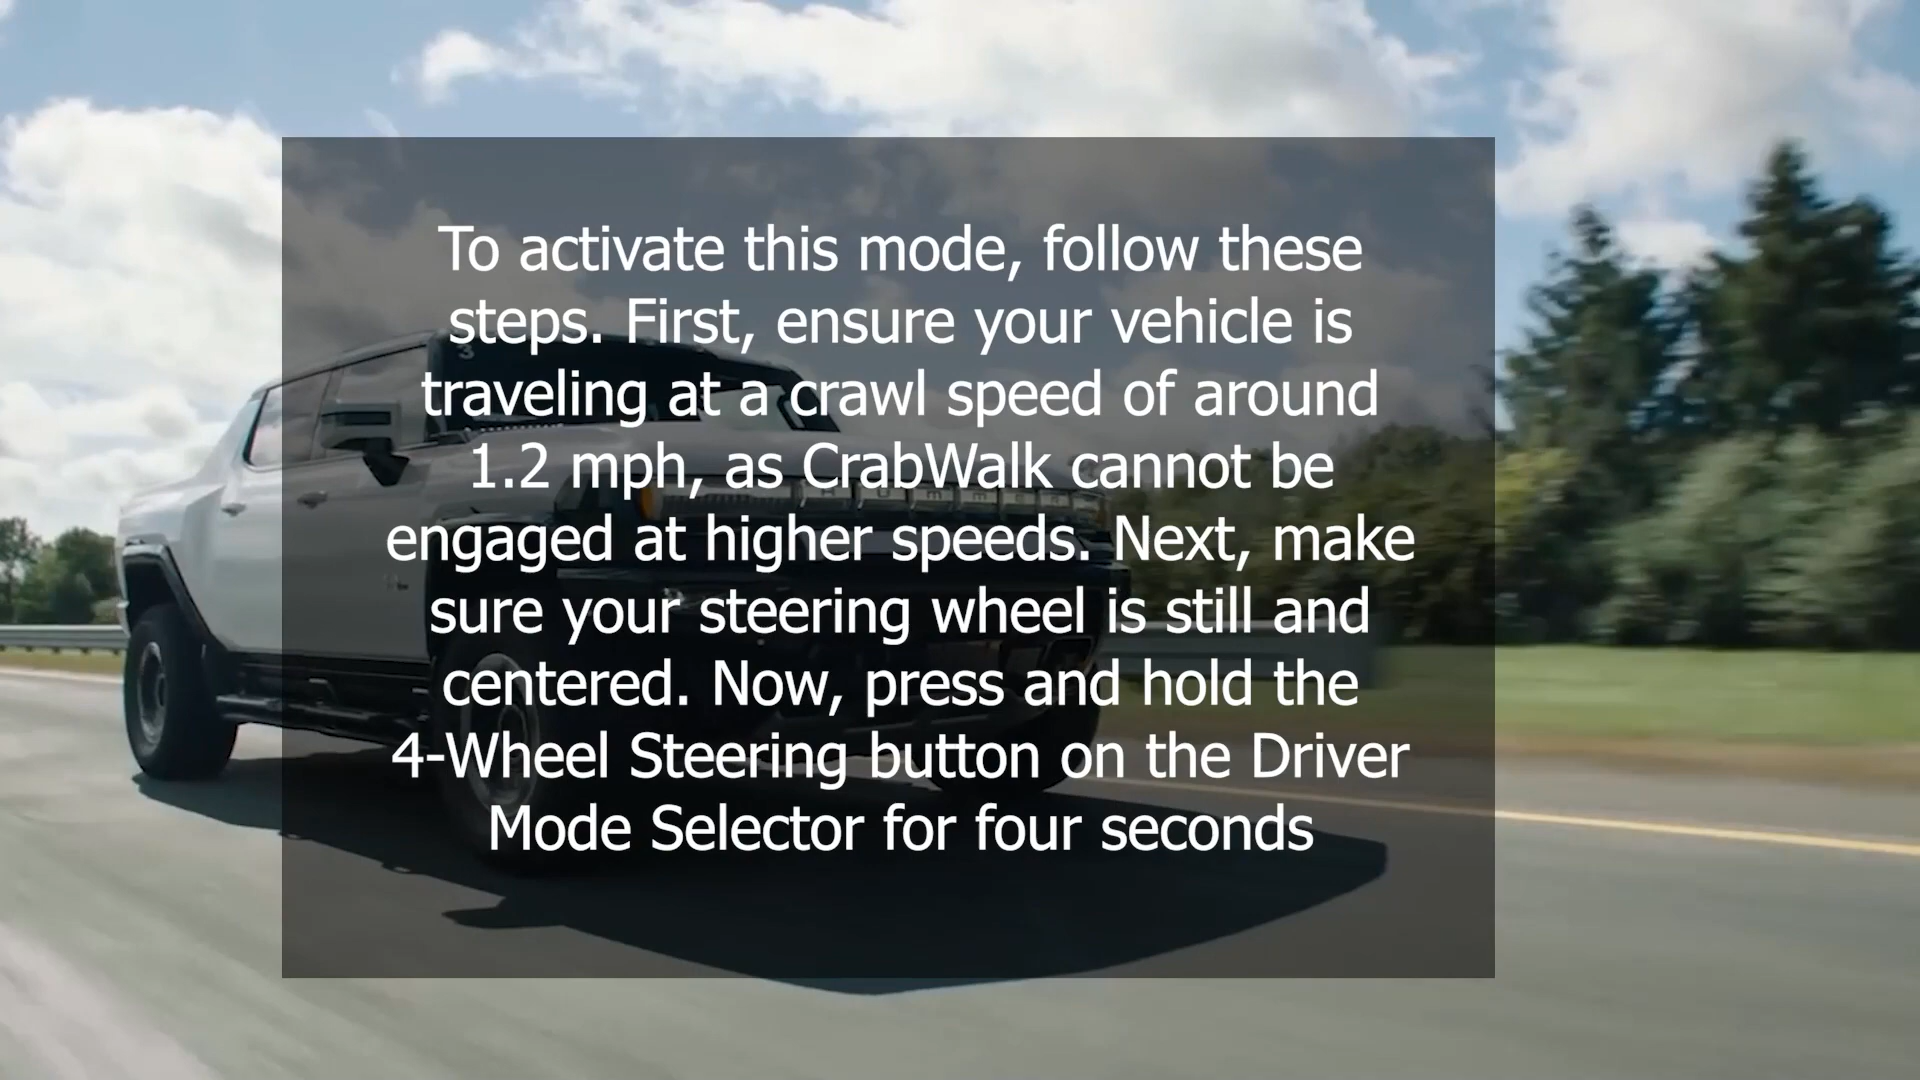 To activate this mode, follow these
steps. First, ensure your vehicle is
traveling at a crawl speed of around
1.2 mph, as CrabWalk cannot be
engaged at higher speeds. Next, make
sure your steering wheel is still and
centered. Now, press and hold the
4-Wheel Steering button on the Driver
Mode Selector for four seconds
3
HUMMER